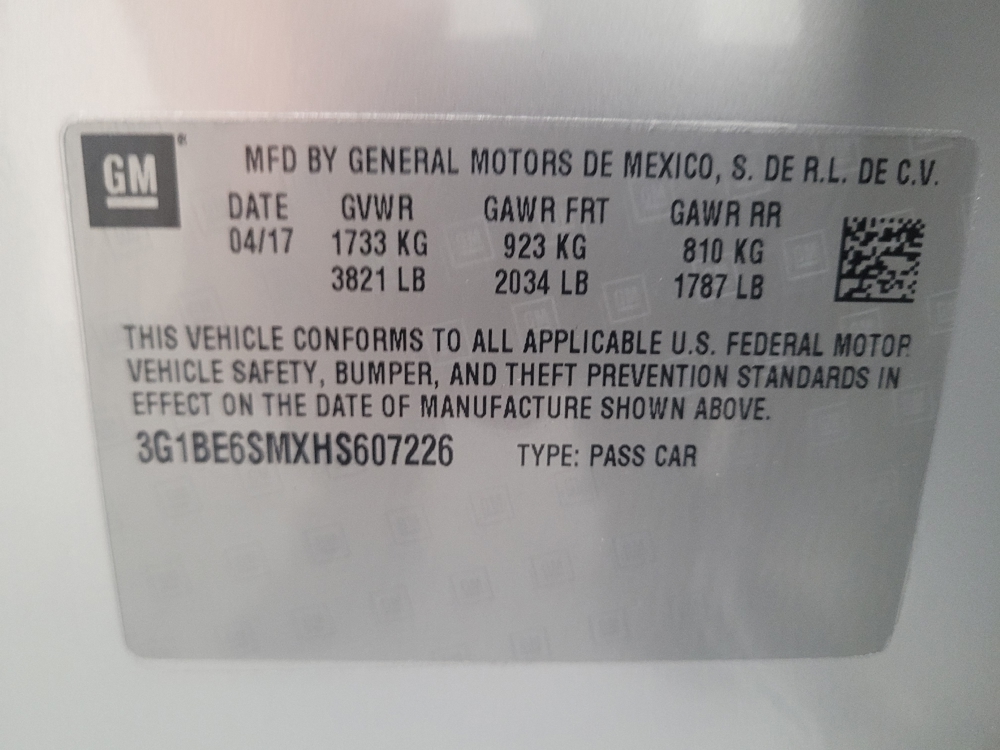 GM®
MFD BY GENERAL MOTORS DE MEXICO, S. DE R.L. DE C.V.
DATE GVWR GAWR FRT GAWR RR
04/17 1733 KG 923 KG 810 KG
3821 LB 2034 LB 1787 LB
THIS VEHICLE CONFORMS TO ALL APPLICABLE U.S. FEDERAL MOTOR
VEHICLE SAFETY, BUMPER, AND THEFT PREVENTION STANDARDS IN
EFFECT ON THE DATE OF MANUFACTURE SHOWN ABOVE.
3G1BE6SMXHS607226 TYPE: PASS CAR